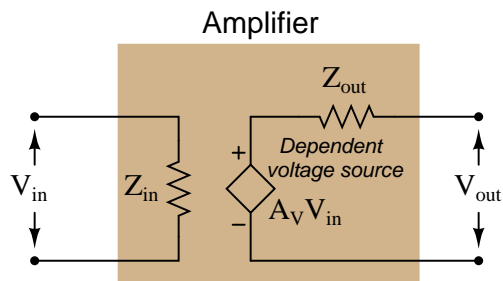 Amplifier
Zout
+
Dependent
voltage source
Vin
Zin
AVVin
Vout
−